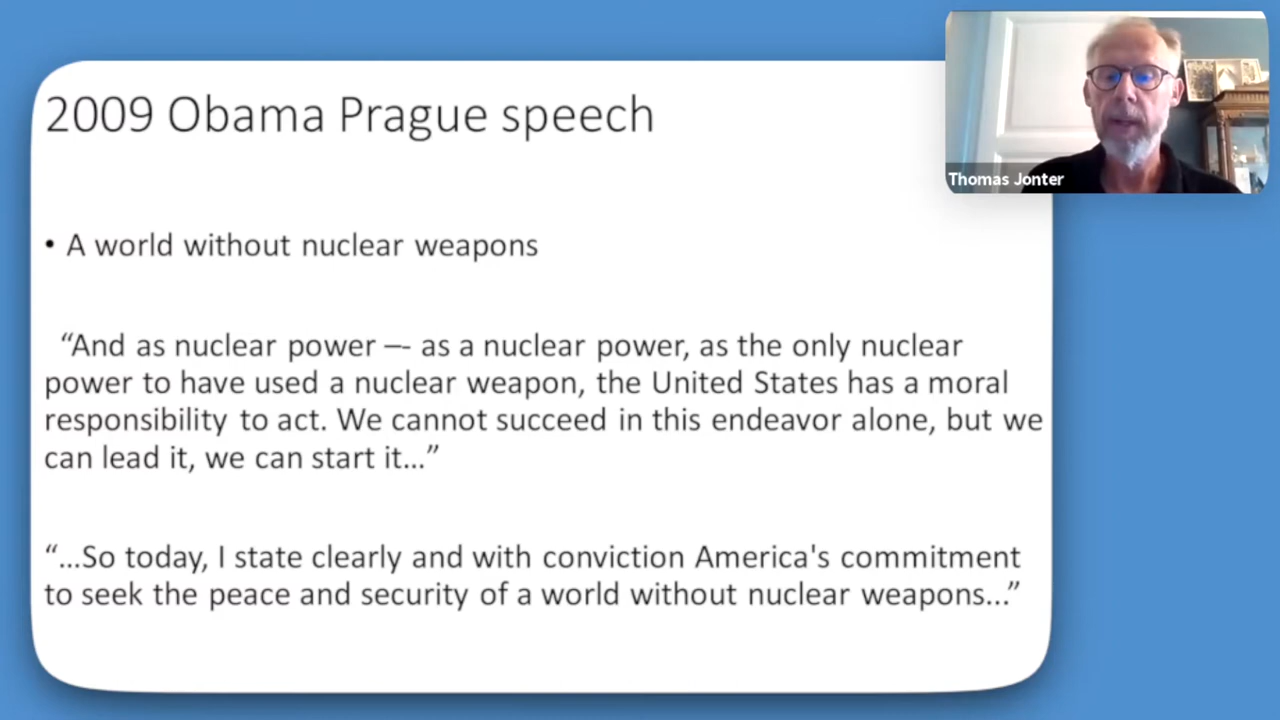 2009 Obama Prague speech
• A world without nuclear weapons
“And as nuclear power –- as a nuclear power, as the only nuclear
power to have used a nuclear weapon, the United States has a moral
responsibility to act. We cannot succeed in this endeavor alone, but we
can lead it, we can start it…”
“…So today, I state clearly and with conviction America's commitment
to seek the peace and security of a world without nuclear weapons…”
Thomas Jonter